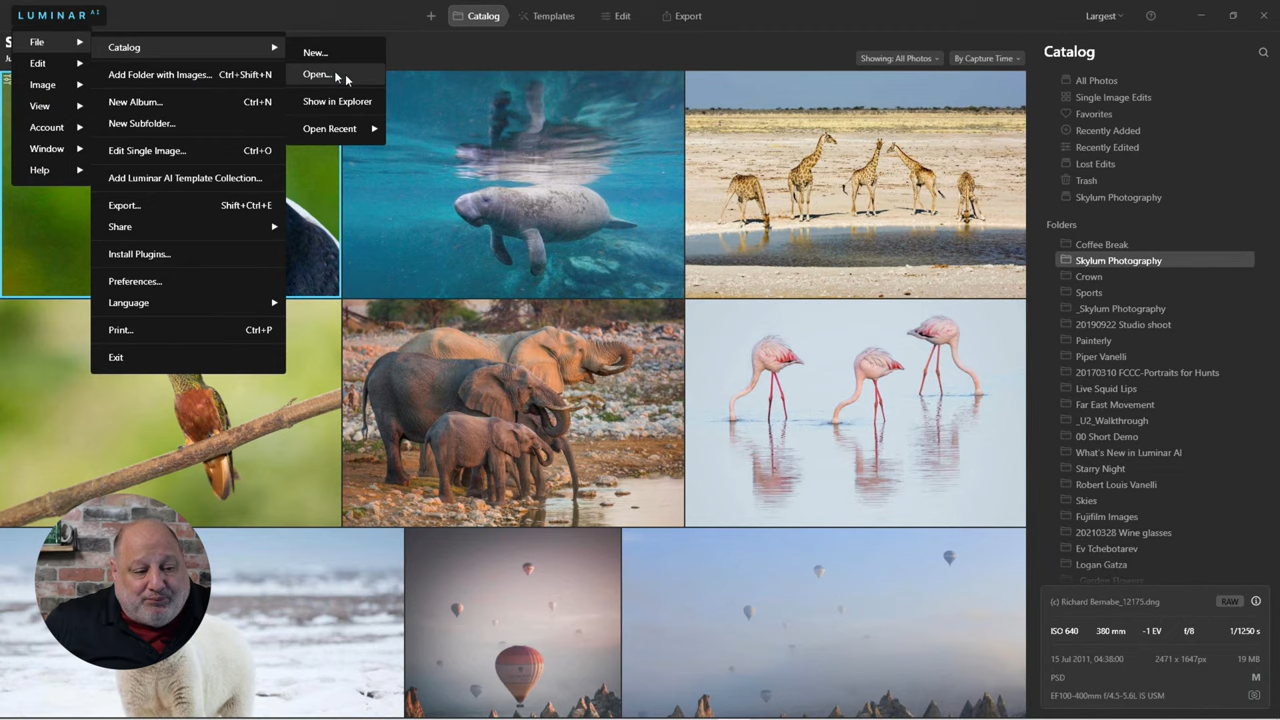 LUMINAR AI
Catalog
Templates
Edit
Export
Largest
File
Edit
Image
View
Account
Window
Help
Catalog
Add Folder with Images... Ctrl+Shift+N
New Album... Ctrl+N
New Subfolder...
Edit Single Image... Ctrl+O
Add Luminar AI Template Collection...
Export... Shift+Ctrl+E
Share
Install Plugins...
Preferences...
Language
Print... Ctrl+P
Exit
New...
Open...
Show in Explorer
Open Recent
Showing: All Photos
By Capture Time
Catalog
All Photos
Single Image Edits
Favorites
Recently Added
Recently Edited
Lost Edits
Trash
Skylum Photography
Folders
Coffee Break
Skylum Photography
Crown
Sports
_Skylum Photography
20190922 Studio shoot
Painterly
Piper Vanelli
20170310 FCCC-Portraits for Hunts
Live Squid Lips
Far East Movement
_U2_Walkthrough
00 Short Demo
What's New in Luminar AI
Starry Night
Robert Louis Vanelli
Skies
Fujifilm Images
20210328 Wine glasses
Ev Tchebotarev
Logan Gatza
_Garden Flowers
(c) Richard Bernabe_12175.dng RAW
ISO 640 380 mm -1 EV f/8 1/1250 s
15 Jul 2011, 04:38:00 2471 x 1647px 19 MB
PSD M
EF100-400mm f/4.5-5.6L IS USM